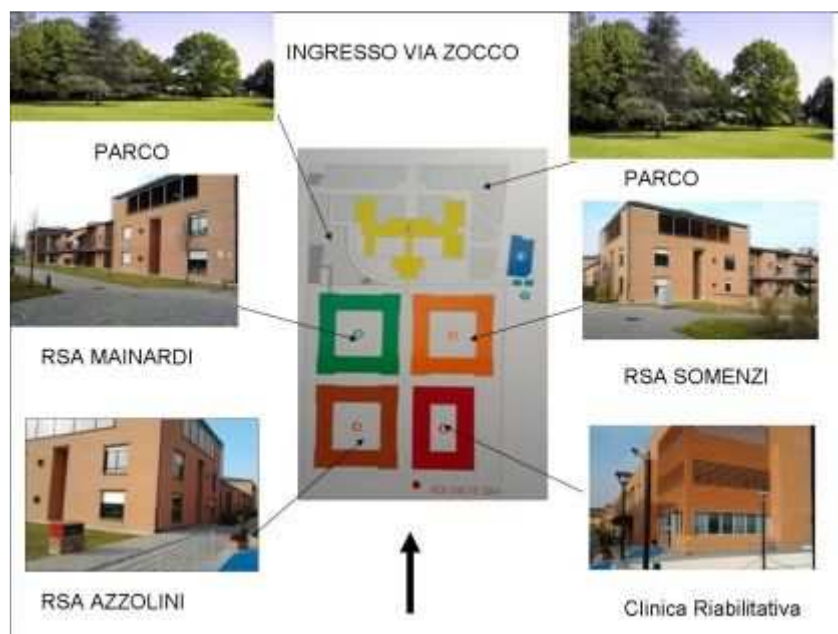 INGRESSO VIA ZOCCO
PARCO
PARCO
RSA MAINARDI
RSA SOMENZI
RSA AZZOLINI
Clinica Riabilitativa